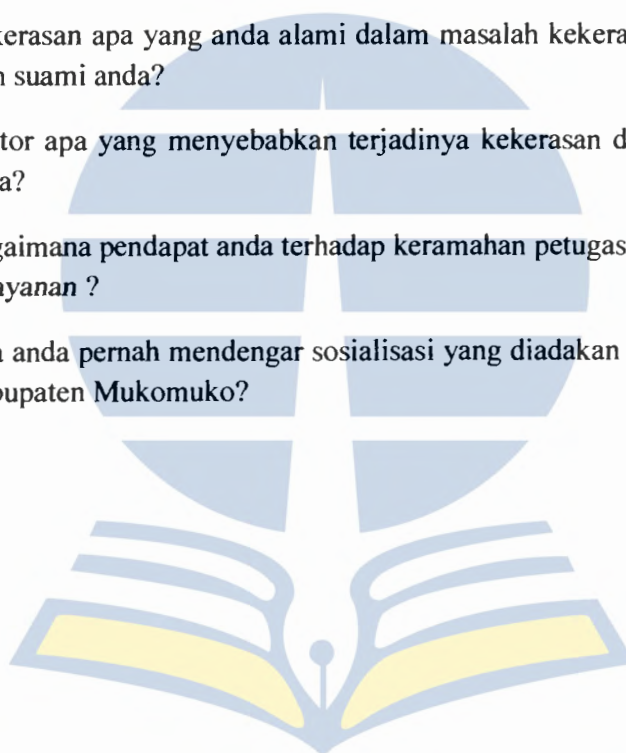 kerasan apa yang anda alami dalam masalah kekera
n suami anda?
tor apa yang menyebabkan terjadinya kekerasan d
a?
gaimana pendapat anda terhadap keramahan petugas
ayanan ?
a anda pernah mendengar sosialisasi yang diadakan
bupaten Mukomuko?